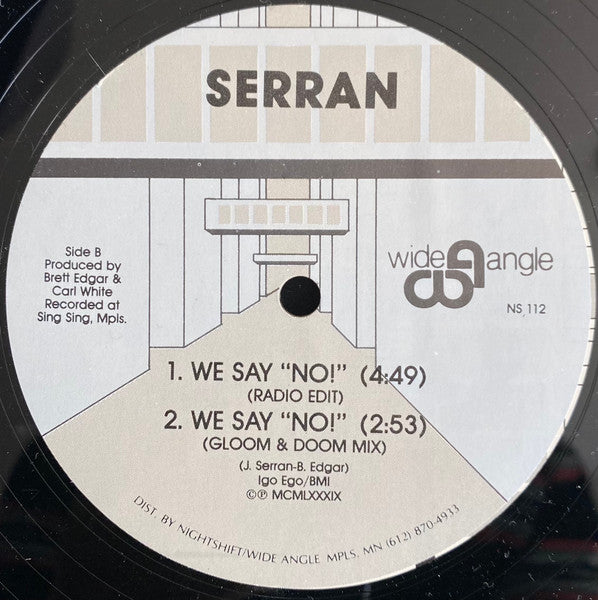 SERRAN
Side B
Produced by
Brett Edgar &
Carl White
Recorded at
Sing Sing, Mpls.
wide angle
NS 112
1. WE SAY “NO!” (4:49)
(RADIO EDIT)
2. WE SAY “NO!” (2:53)
(GLOOM & DOOM MIX)
(J. Serran-B. Edgar)
Igo Ego/BMI
©℗ MCMLXXXIX
DIST. BY NIGHTSHIFT/WIDE ANGLE MPLS. MN (612) 870-4933